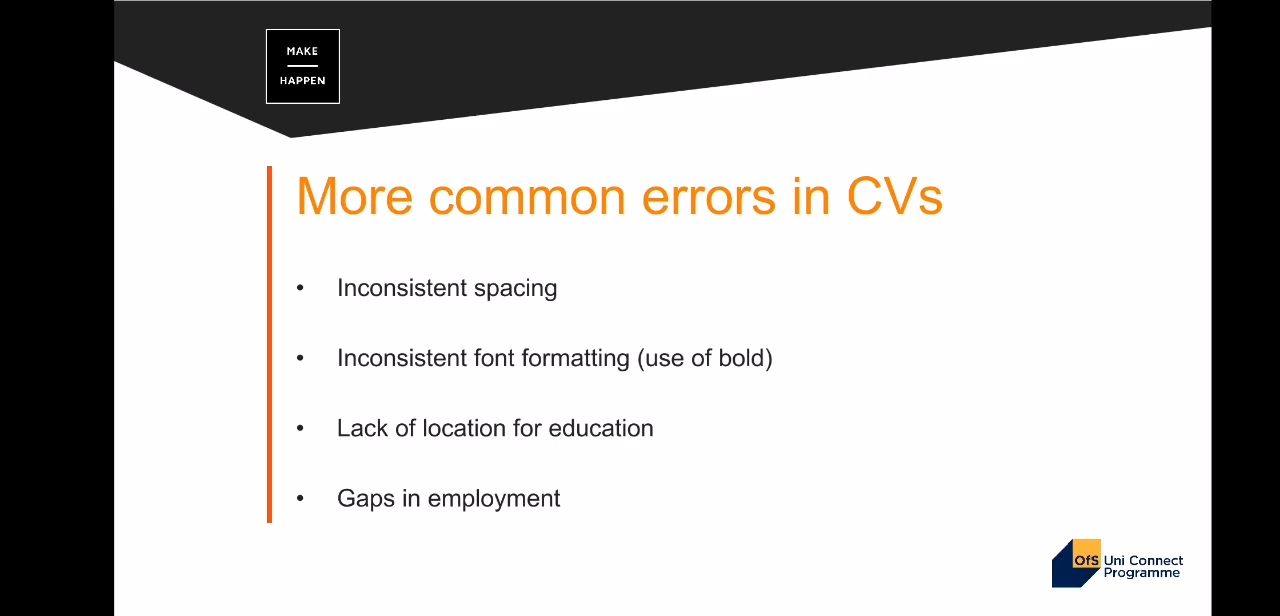 MAKE
HAPPEN
More common errors in CVs
• Inconsistent spacing
• Inconsistent font formatting (use of bold)
• Lack of location for education
• Gaps in employment
OfS Uni Connect
Programme